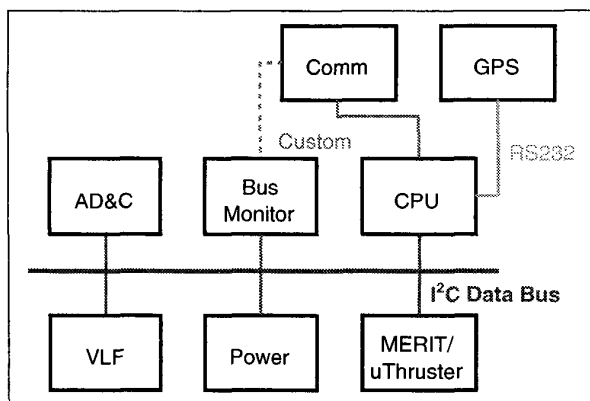 Comm
GPS
Custom
RS232
AD&C
Bus
Monitor
CPU
I²C Data Bus
VLF
Power
MERIT/
uThruster